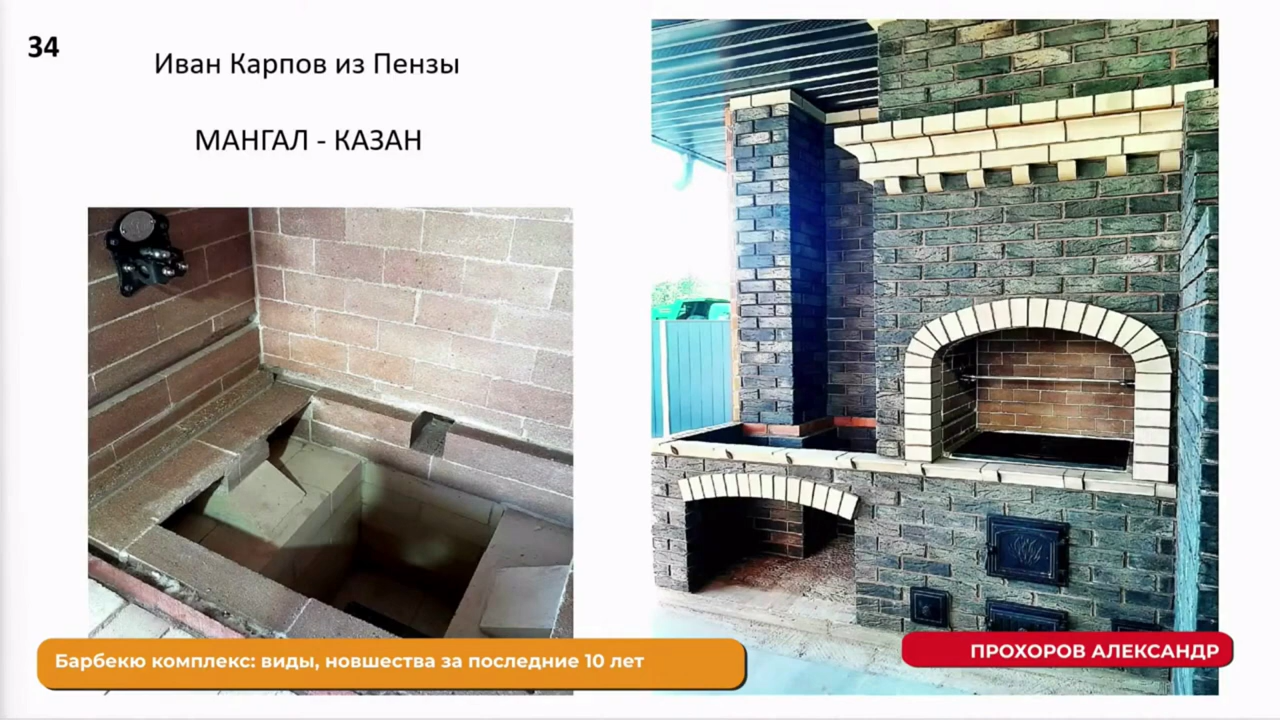 34
Иван Карпов из Пензы
МАНГАЛ - КАЗАН
Барбекю комплекс: виды, новшества за последние 10 лет
ПРОХОРОВ АЛЕКСАНДР